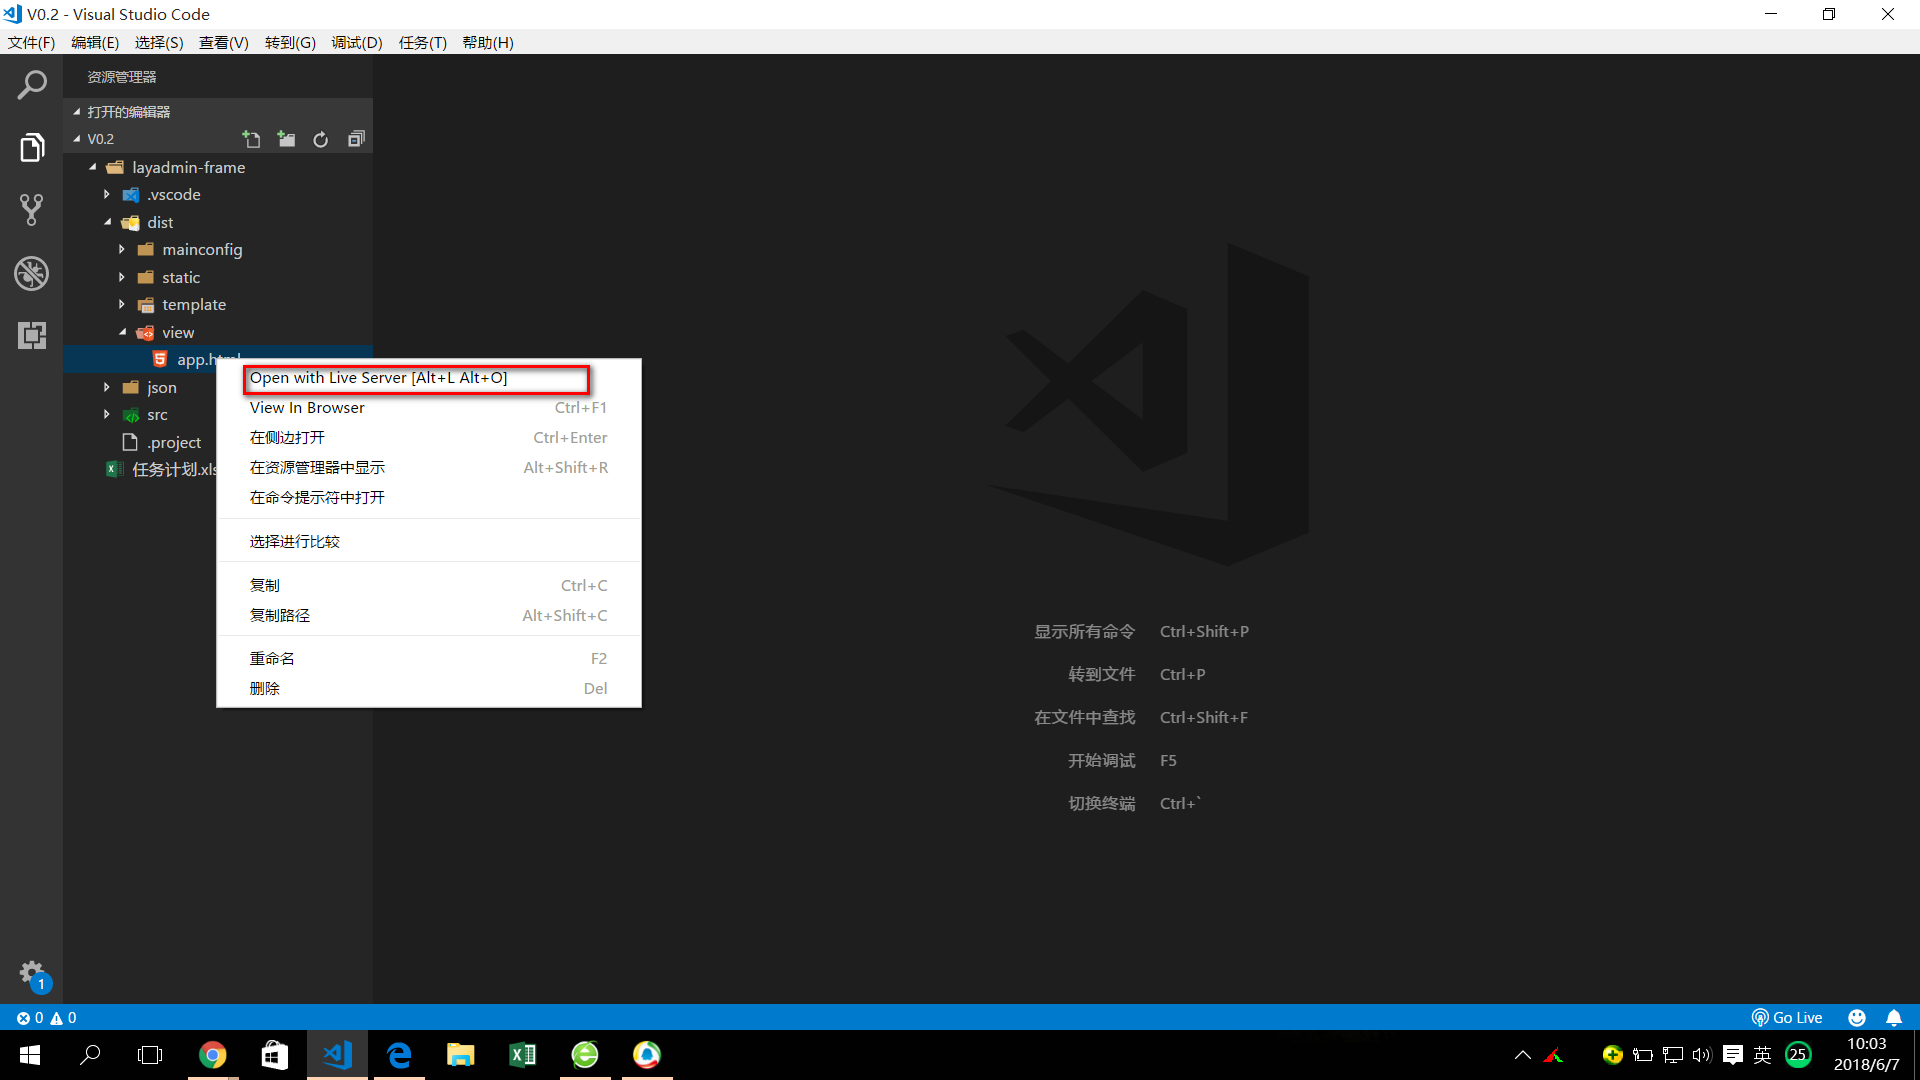 V0.2 - Visual Studio Code
文件(F) 编辑(E) 选择(S) 查看(V) 转到(G) 调试(D) 任务(T) 帮助(H)
资源管理器
打开的编辑器
V0.2
layadmin-frame
.vscode
dist
mainconfig
static
template
view
app.html
json
src
.project
任务计划.xls
Open with Live Server [Alt+L Alt+O]
View In Browser Ctrl+F1
在侧边打开 Ctrl+Enter
在资源管理器中显示 Alt+Shift+R
在命令提示符中打开
选择进行比较
复制 Ctrl+C
复制路径 Alt+Shift+C
重命名 F2
删除 Del
显示所有命令 Ctrl+Shift+P
转到文件 Ctrl+P
在文件中查找 Ctrl+Shift+F
开始调试 F5
切换终端 Ctrl+`
1
0 0
Go Live
英
25
10:03
2018/6/7